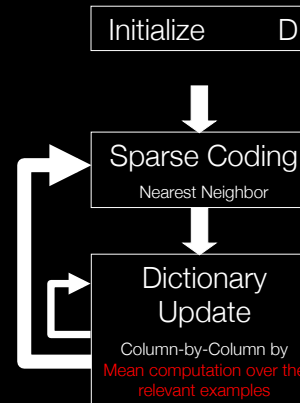 Initialize D
Sparse Coding
Nearest Neighbor
Dictionary
Update
Column-by-Column by
Mean computation over the
relevant examples